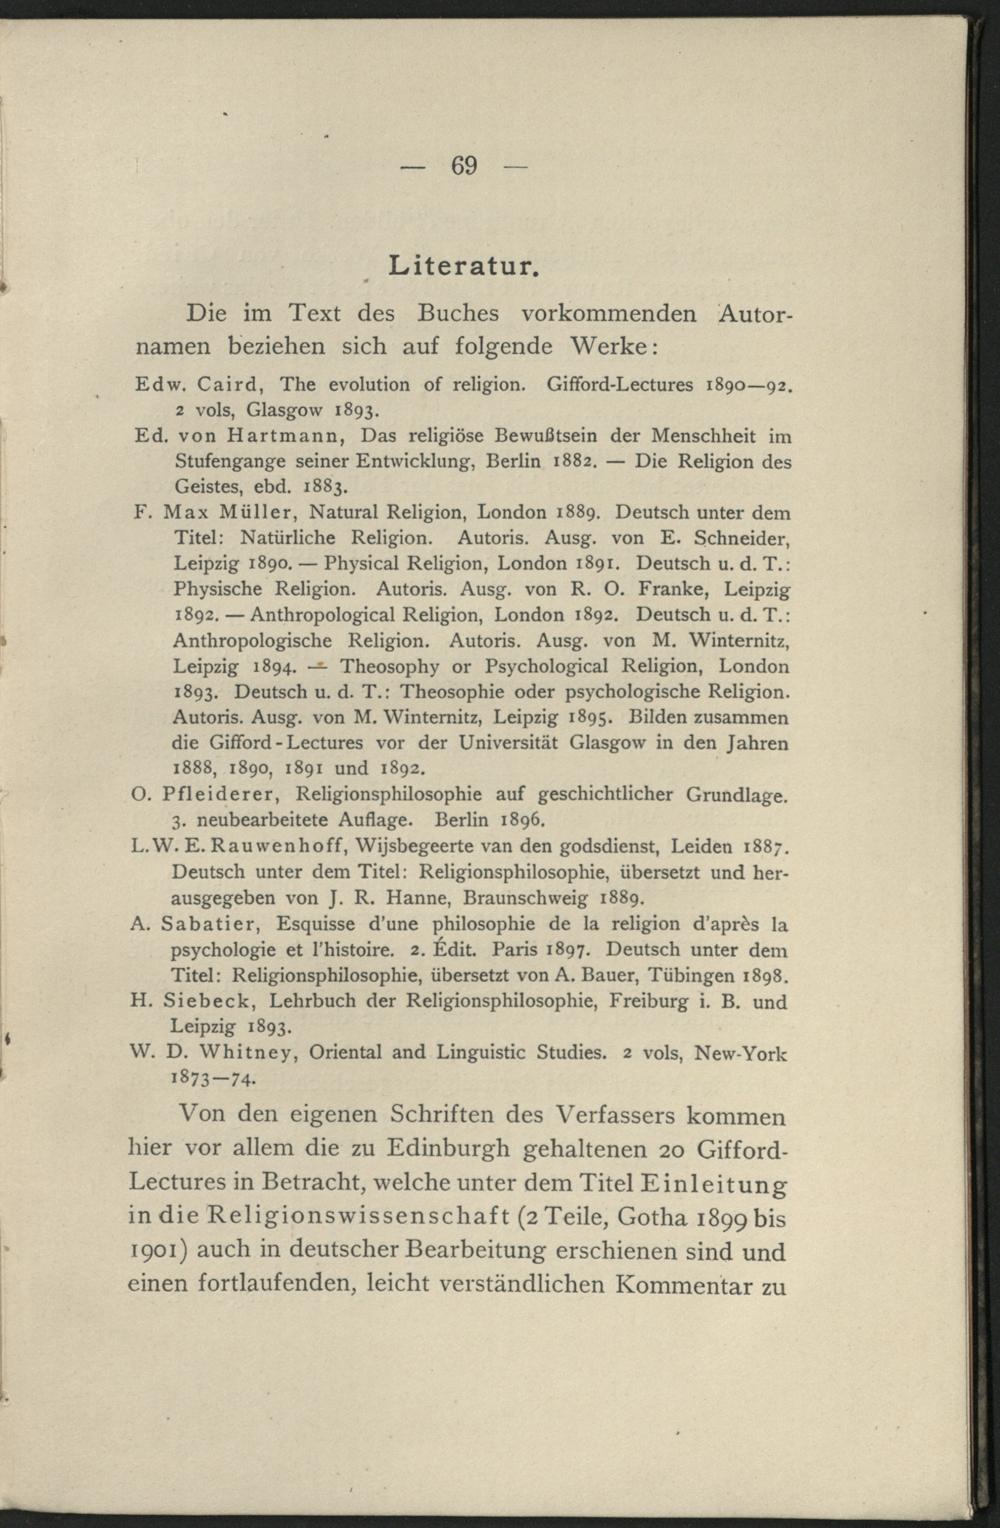 — 69 —
Literatur.
Die im Text des Buches vorkommenden Autor-
namen beziehen sich auf folgende Werke:
Edw. Caird, The evolution of religion. Gifford-Lectures 1890—92.
2 vols, Glasgow 1893.
Ed. von Hartmann, Das religiöse Bewußtsein der Menschheit im
Stufengange seiner Entwicklung, Berlin 1882. — Die Religion des
Geistes, ebd. 1883.
F. Max Müller, Natural Religion, London 1889. Deutsch unter dem
Titel: Natürliche Religion. Autoris. Ausg. von E. Schneider,
Leipzig 1890. — Physical Religion, London 1891. Deutsch u. d. T.:
Physische Religion. Autoris. Ausg. von R. O. Franke, Leipzig
1892. — Anthropological Religion, London 1892. Deutsch u. d. T.:
Anthropologische Religion. Autoris. Ausg. von M. Winternitz,
Leipzig 1894. — Theosophy or Psychological Religion, London
1893. Deutsch u. d. T.: Theosophie oder psychologische Religion.
Autoris. Ausg. von M. Winternitz, Leipzig 1895. Bilden zusammen
die Gifford-Lectures vor der Universität Glasgow in den Jahren
1888, 1890, 1891 und 1892.
O. Pfleiderer, Religionsphilosophie auf geschichtlicher Grundlage.
3. neubearbeitete Auflage. Berlin 1896.
L. W. E. Rauwenhoff, Wijsbegeerte van den godsdienst, Leiden 1887.
Deutsch unter dem Titel: Religionsphilosophie, übersetzt und her-
ausgegeben von J. R. Hanne, Braunschweig 1889.
A. Sabatier, Esquisse d'une philosophie de la religion d'après la
psychologie et l'histoire. 2. Édit. Paris 1897. Deutsch unter dem
Titel: Religionsphilosophie, übersetzt von A. Bauer, Tübingen 1898.
H. Siebeck, Lehrbuch der Religionsphilosophie, Freiburg i. B. und
Leipzig 1893.
W. D. Whitney, Oriental and Linguistic Studies. 2 vols, New-York
1873—74.
Von den eigenen Schriften des Verfassers kommen
hier vor allem die zu Edinburgh gehaltenen 20 Gifford-
Lectures in Betracht, welche unter dem Titel Einleitung
in die Religionswissenschaft (2 Teile, Gotha 1899 bis
1901) auch in deutscher Bearbeitung erschienen sind und
einen fortlaufenden, leicht verständlichen Kommentar zu